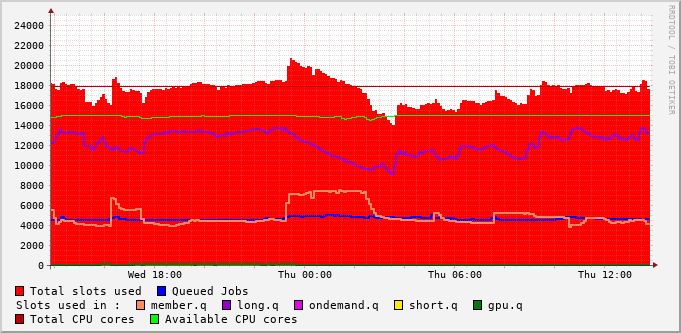 RRDTOOL / TOBI OETIKER
24000
22000
20000
18000
16000
14000
12000
10000
8000
6000
4000
2000
0
Wed 18:00 Thu 00:00 Thu 06:00 Thu 12:00
Total slots used Queued Jobs
Slots used in : member.q long.q ondemand.q short.q gpu.q
Total CPU cores Available CPU cores